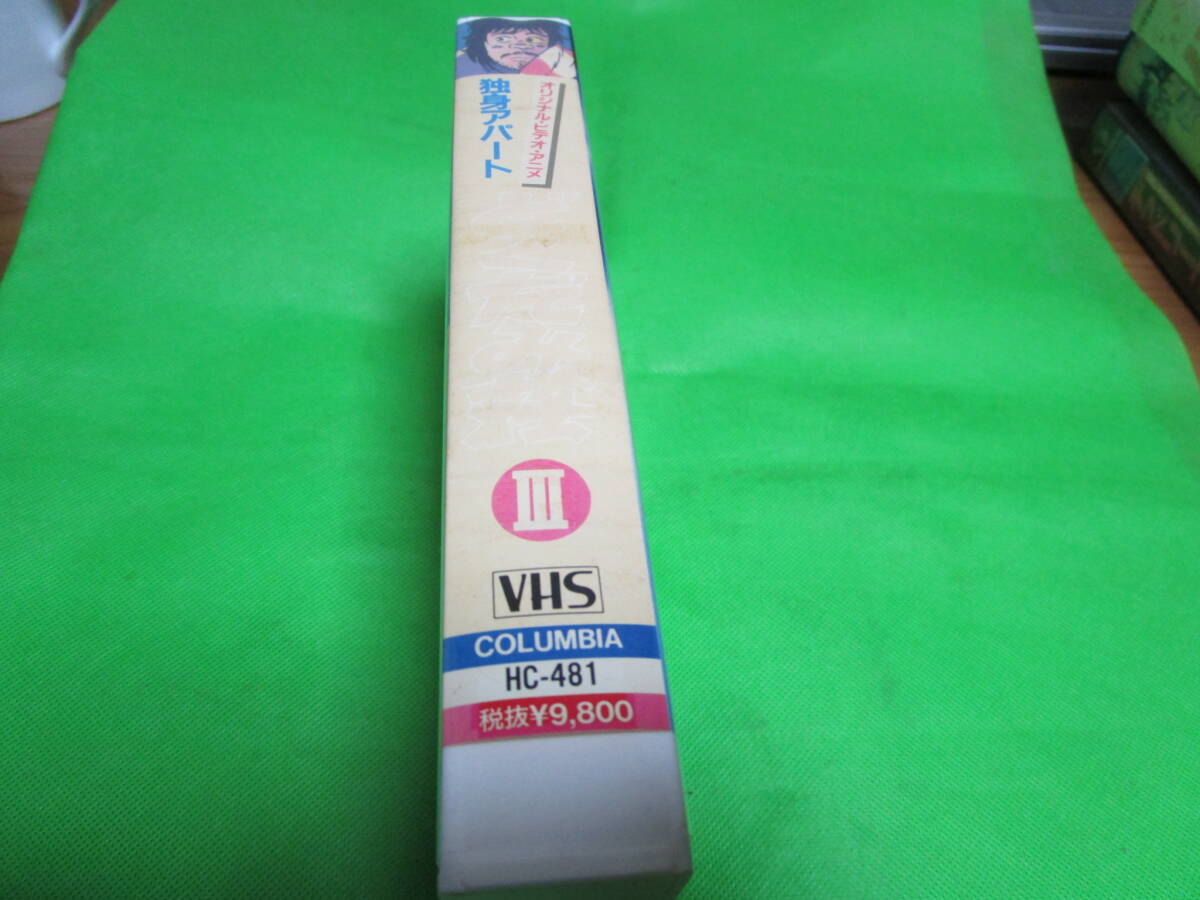 オリジナル・ビデオ・アニメ
独身アパート
III
VHS
COLUMBIA
HC-481
税抜¥9,800